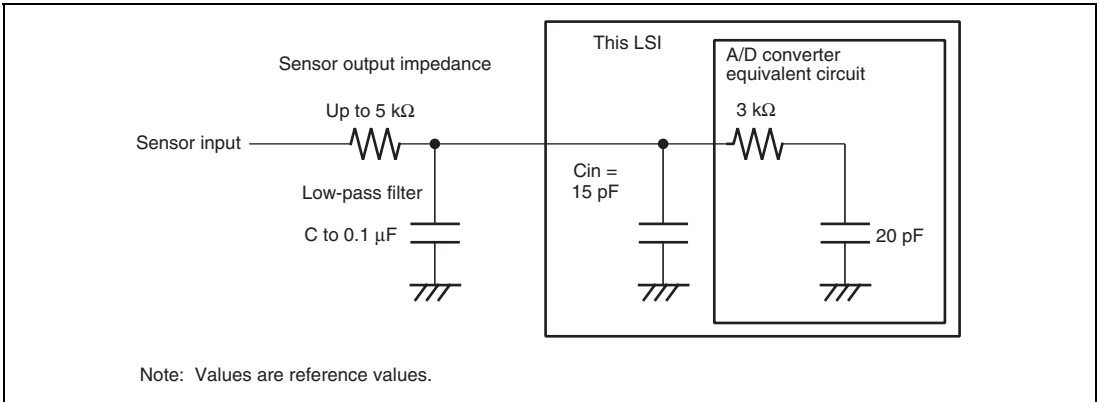 This LSI
A/D converter
equivalent circuit
Sensor output impedance
Up to 5 kΩ
3 kΩ
Sensor input
Cin =
15 pF
Low-pass filter
C to 0.1 μF
20 pF
Note: Values are reference values.